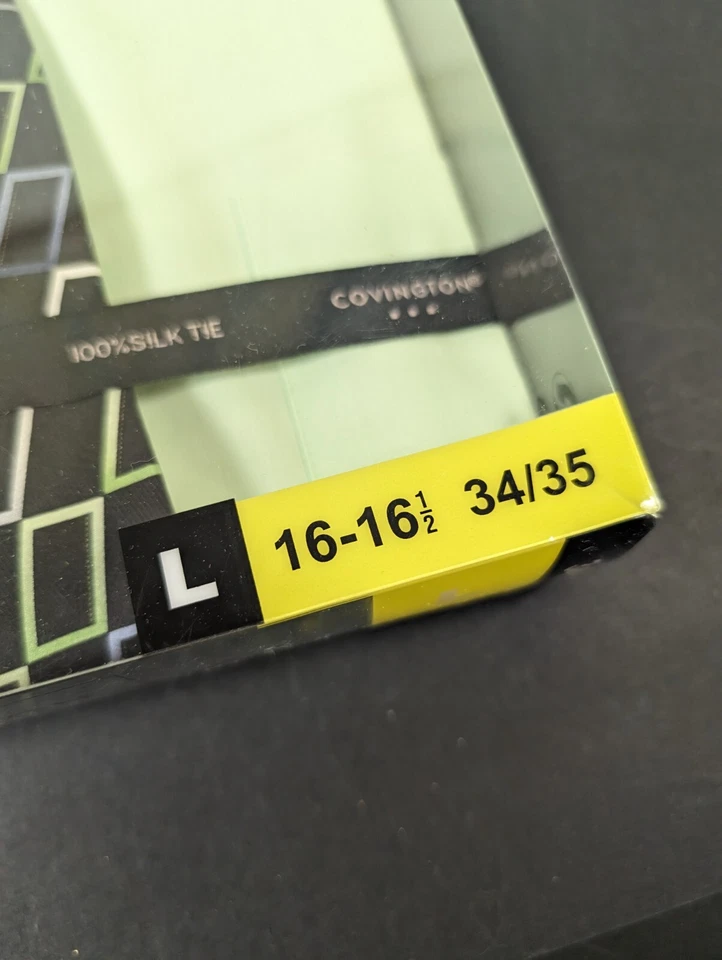 100% SILK TIE
COVINGTON®
L 16-16½ 34/35